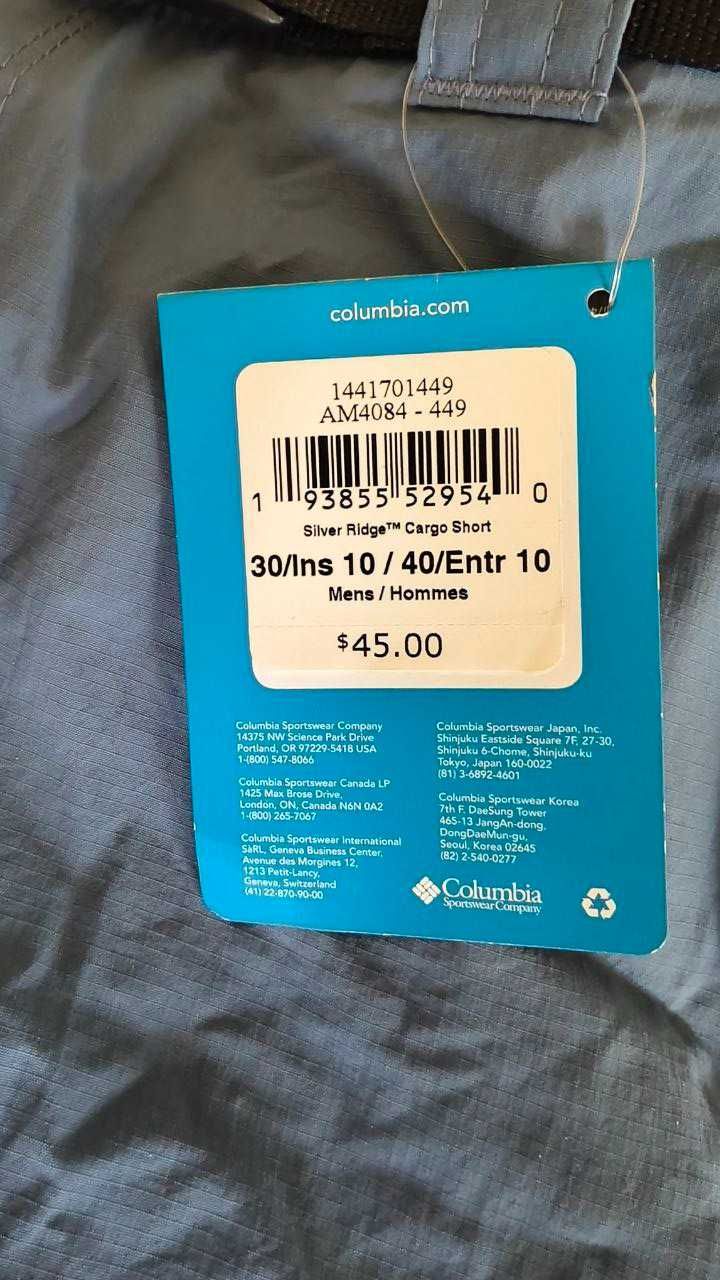 columbia.com
1441701449
AM4084 - 449
1 93855 52954 0
Silver Ridge™ Cargo Short
30/Ins 10 / 40/Entr 10
Mens / Hommes
$45.00
Columbia Sportswear Company
14375 NW Science Park Drive
Portland, OR 97229-5418 USA
1-(800) 547-8066
Columbia Sportswear Canada LP
1425 Max Brose Drive,
London, ON, Canada N6N 0A2
1-(800) 265-7067
Columbia Sportswear International
SàRL, Geneva Business Center,
Avenue des Morgines 12,
1213 Petit-Lancy,
Geneva, Switzerland
(41) 22-870-90-00
Columbia Sportswear Japan, Inc.
Shinjuku Eastside Square 7F, 27-30,
Shinjuku 6-Chome, Shinjuku-ku
Tokyo, Japan 160-0022
(81) 3-6892-4601
Columbia Sportswear Korea
7th F. DaeSung Tower
465-13 JangAn-dong,
DongDaeMun-gu,
Seoul, Korea 02645
(82) 2-540-0277
Columbia
Sportswear Company